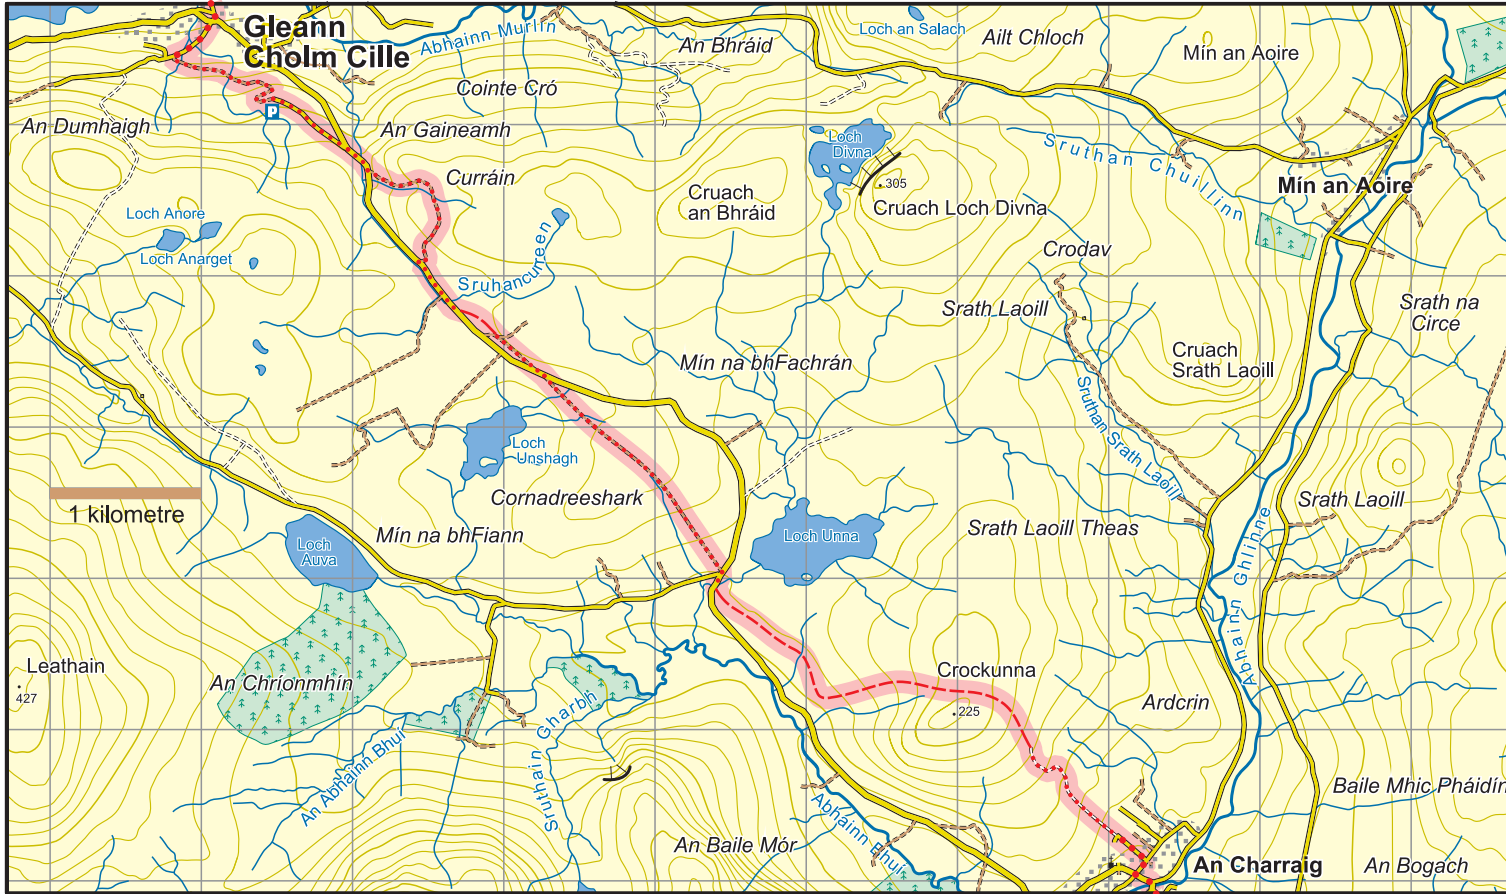 Gleann
Cholm Cille
Abhainn Murlin
An Bhráid
Loch an Salach
Ailt Chloch
Mín an Aoire
Cointe Cró
An Dumhaigh
P
An Gaineamh
Loch
Divna
Sruthan Chuillinn
Curráin
.305
Mín an Aoire
Cruach
an Bhráid
Cruach Loch Divna
Loch Anore
Loch Anarget
Crodav
Sruhancurreen
Srath Laoill
Srath na
Circe
Cruach
Srath Laoill
Mín na bhFachrán
Sruthan Srath Laoill
Loch
Unshagh
1 kilometre
Cornadreeshark
Srath Laoill
Mín na bhFiann
Loch
Auva
Loch Unna
Srath Laoill Theas
Abhainn Ghlinne
Leathain
.427
An Chríonmhín
Crockunna
.225
Ardcrin
Sruthain Gharbh
An Abhainn Bhuí
Abhainn Bhuí
Baile Mhic Pháidín
An Baile Mór
An Charraig
An Bogach